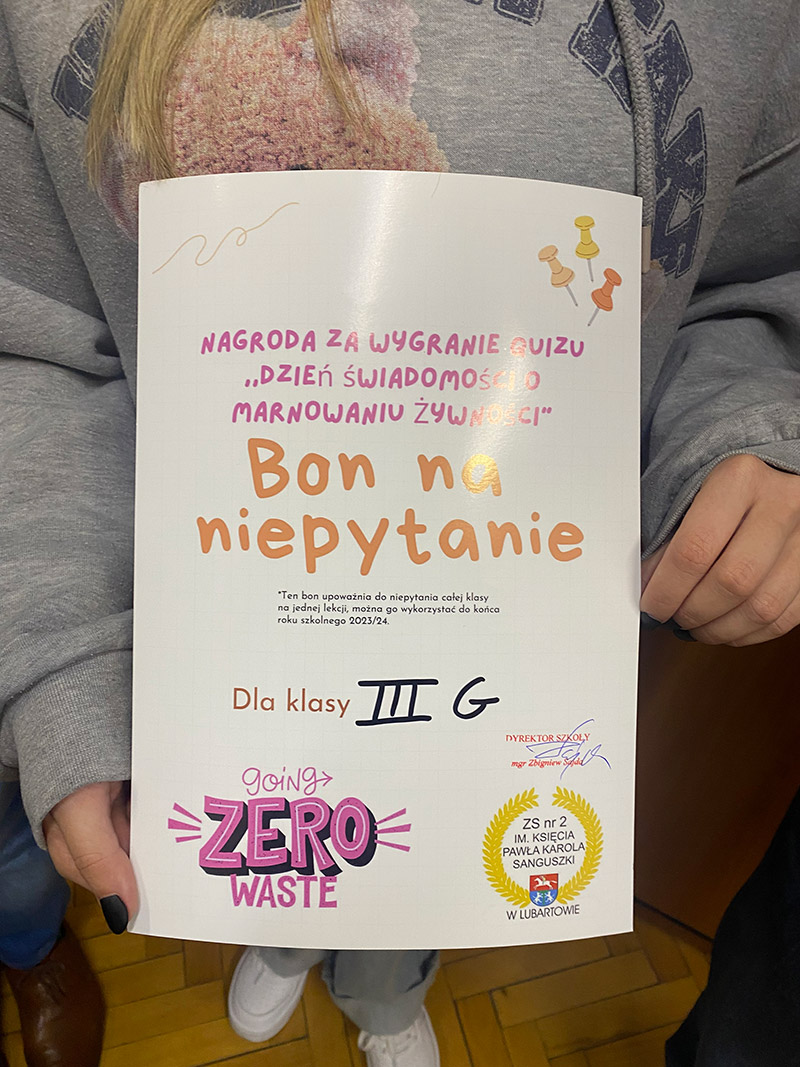 NAGRODA ZA WYGRANIE QUIZU
,,DZIEŃ ŚWIADOMOŚCI O
MARNOWANIU ŻYWNOŚCI"
Bon na
niepytanie
*Ten bon upoważnia do niepytania całej klasy
na jednej lekcji, można go wykorzystać do końca
roku szkolnego 2023/24.
Dla klasy III G
DYREKTOR SZKOŁY
mgr Zbigniew
going
ZERO
WASTE
ZS nr 2
IM. KSIĘCIA
PAWŁA KAROLA
SANGUSZKI
W LUBARTOWIE